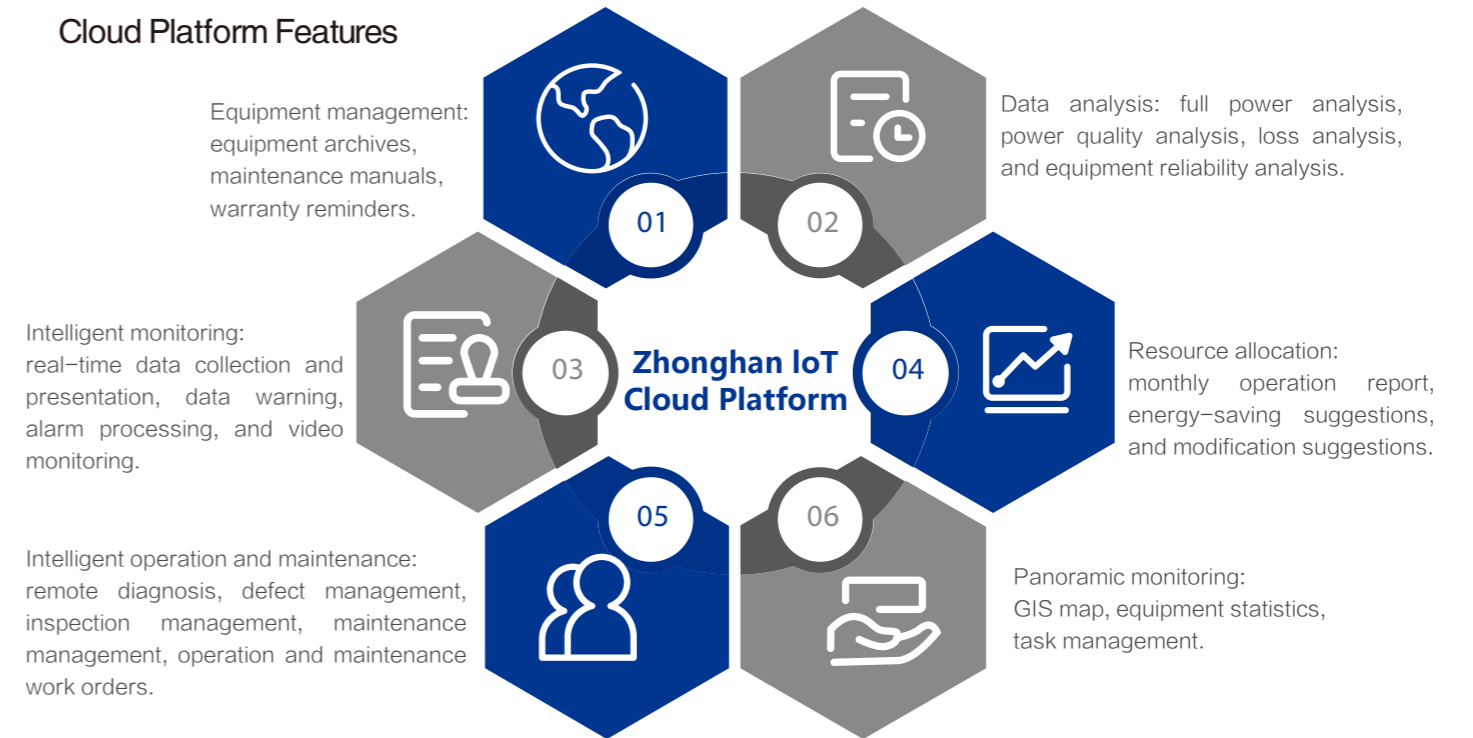 Cloud Platform Features
Equipment management:
equipment archives,
maintenance manuals,
warranty reminders.
01
02
Data analysis: full power analysis,
power quality analysis, loss analysis,
and equipment reliability analysis.
Intelligent monitoring:
real-time data collection and
presentation, data warning,
alarm processing, and video
monitoring.
03
Zhonghan IoT
Cloud Platform
04
Resource allocation:
monthly operation report,
energy-saving suggestions,
and modification suggestions.
Intelligent operation and maintenance:
remote diagnosis, defect management,
inspection management, maintenance
management, operation and maintenance
work orders.
05
06
Panoramic monitoring:
GIS map, equipment statistics,
task management.